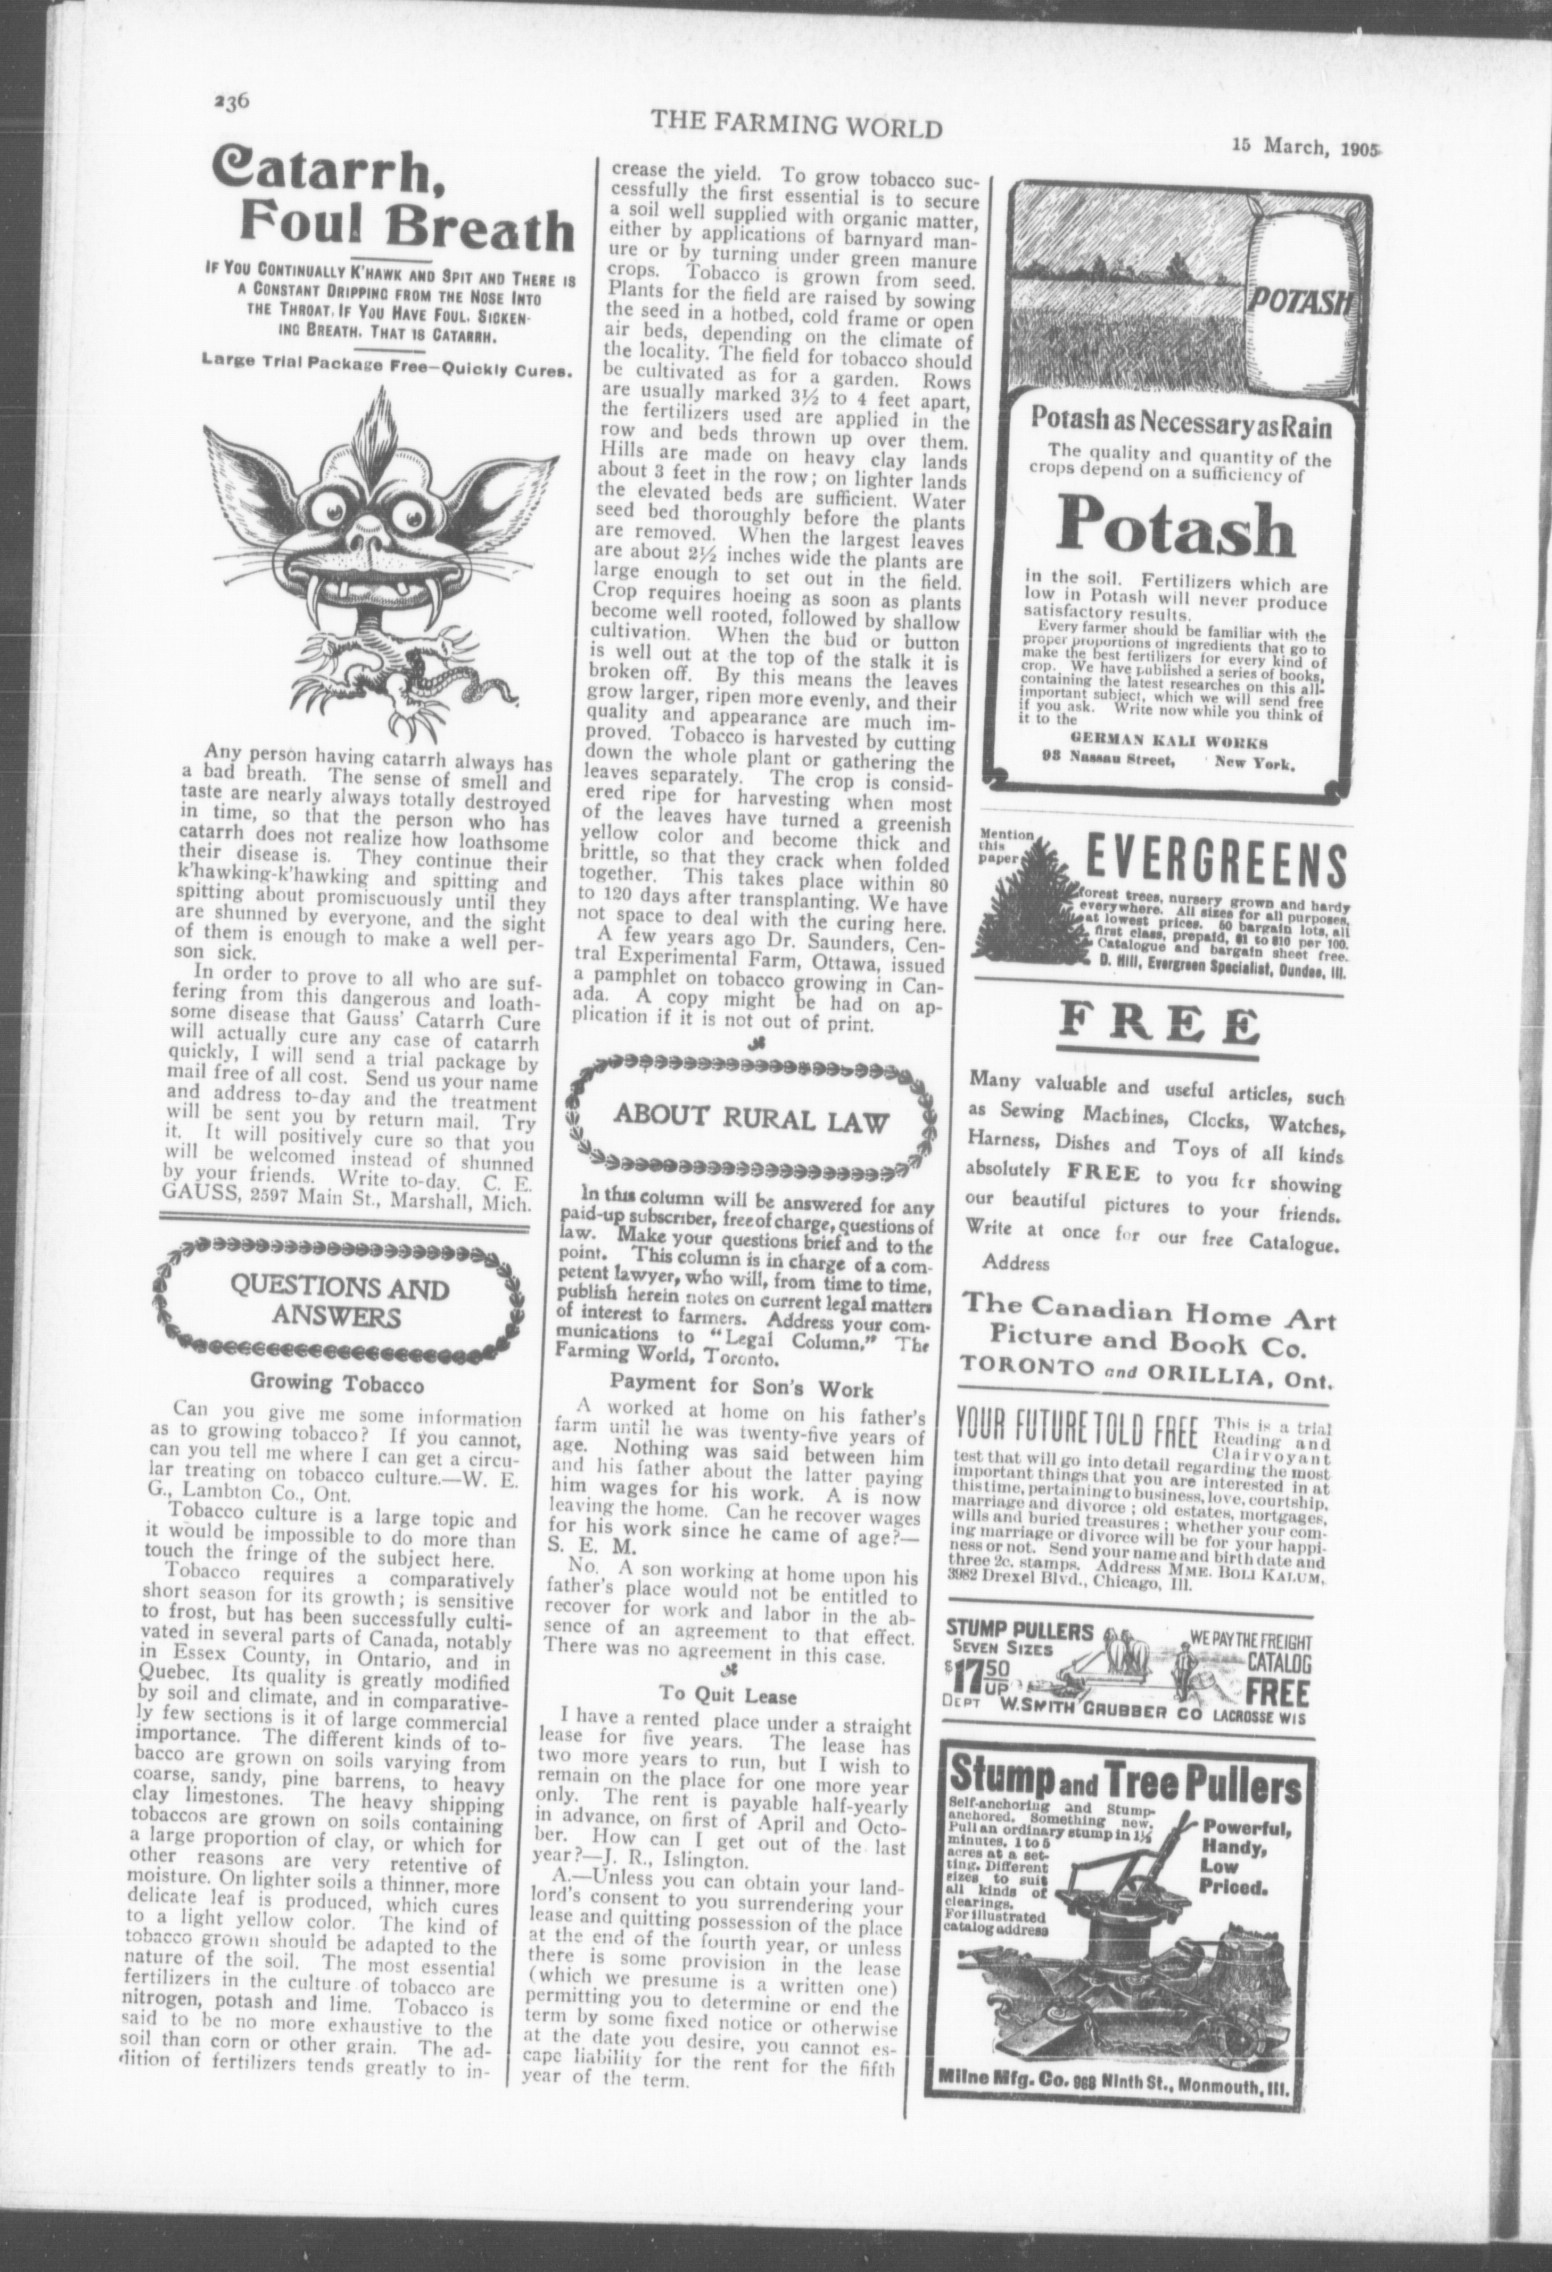 236
THE FARMING WORLD
15 March, 1905
Catarrh,
Foul Breath
IF YOU CONTINUALLY K'HAWK AND SPIT AND THERE IS
A CONSTANT DRIPPING FROM THE NOSE INTO
THE THROAT, IF YOU HAVE FOUL, SICKEN-
ING BREATH, THAT IS CATARRH.
Large Trial Package Free—Quickly Cures.
Any person having catarrh always has
a bad breath. The sense of smell and
taste are nearly always totally destroyed
in time, so that the person who has
catarrh does not realize how loathsome
their disease is. They continue their
k'hawking-k'hawking and spitting and
spitting about promiscuously until they
are shunned by everyone, and the sight
of them is enough to make a well per-
son sick.
In order to prove to all who are suf-
fering from this dangerous and loath-
some disease that Gauss' Catarrh Cure
will actually cure any case of catarrh
quickly, I will send a trial package by
mail free of all cost. Send us your name
and address to-day and the treatment
will be sent you by return mail. Try
it. It will positively cure so that you
will be welcomed instead of shunned
by your friends. Write to-day. C. E.
GAUSS, 2597 Main St., Marshall, Mich.
QUESTIONS AND
ANSWERS
Growing Tobacco
Can you give me some information
as to growing tobacco? If you cannot,
can you tell me where I can get a circu-
lar treating on tobacco culture.—W. E.
G., Lambton Co., Ont.
Tobacco culture is a large topic and
it would be impossible to do more than
touch the fringe of the subject here.
Tobacco requires a comparatively
short season for its growth; is sensitive
to frost, but has been successfully culti-
vated in several parts of Canada, notably
in Essex County, in Ontario, and in
Quebec. Its quality is greatly modified
by soil and climate, and in comparative-
ly few sections is it of large commercial
importance. The different kinds of to-
bacco are grown on soils varying from
coarse, sandy, pine barrens, to heavy
clay limestones. The heavy shipping
tobaccos are grown on soils containing
a large proportion of clay, or which for
other reasons are very retentive of
moisture. On lighter soils a thinner, more
delicate leaf is produced, which cures
to a light yellow color. The kind of
tobacco grown should be adapted to the
nature of the soil. The most essential
fertilizers in the culture of tobacco are
nitrogen, potash and lime. Tobacco is
said to be no more exhaustive to the
soil than corn or other grain. The ad-
dition of fertilizers tends greatly to in-
crease the yield. To grow tobacco suc-
cessfully the first essential is to secure
a soil well supplied with organic matter,
either by applications of barnyard man-
ure or by turning under green manure
crops. Tobacco is grown from seed.
Plants for the field are raised by sowing
the seed in a hotbed, cold frame or open
air beds, depending on the climate of
the locality. The field for tobacco should
be cultivated as for a garden. Rows
are usually marked 3½ to 4 feet apart,
the fertilizers used are applied in the
row and beds thrown up over them.
Hills are made on heavy clay lands
about 3 feet in the row; on lighter lands
the elevated beds are sufficient. Water
seed bed thoroughly before the plants
are removed. When the largest leaves
are about 2½ inches wide the plants are
large enough to set out in the field.
Crop requires hoeing as soon as plants
become well rooted, followed by shallow
cultivation. When the bud or button
is well out at the top of the stalk it is
broken off. By this means the leaves
grow larger, ripen more evenly, and their
quality and appearance are much im-
proved. Tobacco is harvested by cutting
down the whole plant or gathering the
leaves separately. The crop is consid-
ered ripe for harvesting when most
of the leaves have turned a greenish
yellow color and become thick and
brittle, so that they crack when folded
together. This takes place within 80
to 120 days after transplanting. We have
not space to deal with the curing here.
A few years ago Dr. Saunders, Cen-
tral Experimental Farm, Ottawa, issued
a pamphlet on tobacco growing in Can-
ada. A copy might be had on ap-
plication if it is not out of print.
ABOUT RURAL LAW
In this column will be answered for any
paid-up subscriber, free of charge, questions of
law. Make your questions brief and to the
point. This column is in charge of a com-
petent lawyer, who will, from time to time,
publish herein notes on current legal matters
of interest to farmers. Address your com-
munications to "Legal Column," The
Farming World, Toronto.
Payment for Son's Work
A worked at home on his father's
farm until he was twenty-five years of
age. Nothing was said between him
and his father about the latter paying
him wages for his work. A is now
leaving the home. Can he recover wages
for his work since he came of age?—
S. E. M.
No. A son working at home upon his
father's place would not be entitled to
recover for work and labor in the ab-
sence of an agreement to that effect.
There was no agreement in this case.
To Quit Lease
I have a rented place under a straight
lease for five years. The lease has
two more years to run, but I wish to
remain on the place for one more year
only. The rent is payable half-yearly
in advance, on first of April and Octo-
ber. How can I get out of the last
year?—J. R., Islington.
A.—Unless you can obtain your land-
lord's consent to you surrendering your
lease and quitting possession of the place
at the end of the fourth year, or unless
there is some provision in the lease
(which we presume is a written one)
permitting you to determine or end the
term by some fixed notice or otherwise
at the date you desire, you cannot es-
cape liability for the rent for the fifth
year of the term.
POTASH
Potash as Necessary as Rain
The quality and quantity of the
crops depend on a sufficiency of
Potash
in the soil. Fertilizers which are
low in Potash will never produce
satisfactory results.
Every farmer should be familiar with the
proper proportions of ingredients that go to
make the best fertilizers for every kind of
crop. We have published a series of books,
containing the latest researches on this all-
important subject, which we will send free
if you ask. Write now while you think of
it to the
GERMAN KALI WORKS
93 Nassau Street, New York.
Mention
this
paper
EVERGREENS
forest trees, nursery grown and hardy
everywhere. All sizes for all purposes,
at lowest prices. 50 bargain lots, all
first class, prepaid, $1 to $10 per 100.
Catalogue and bargain sheet free.
D. Hill, Evergreen Specialist, Dundee, Ill.
FREE
Many valuable and useful articles, such
as Sewing Machines, Clocks, Watches,
Harness, Dishes and Toys of all kinds
absolutely FREE to you for showing
our beautiful pictures to your friends.
Write at once for our free Catalogue.
Address
The Canadian Home Art
Picture and Book Co.
TORONTO and ORILLIA, Ont.
YOUR FUTURE TOLD FREE
This is a trial
Reading and
Clairvoyant
test that will go into detail regarding the most
important things that you are interested in at
this time, pertaining to business, love, courtship,
marriage and divorce; old estates, mortgages,
wills and buried treasures; whether your com-
ing marriage or divorce will be for your happi-
ness or not. Send your name and birth date and
three 2c. stamps. Address MME. BOLI KALUM,
3982 Drexel Blvd., Chicago, Ill.
STUMP PULLERS
SEVEN SIZES
$17 50 UP
WE PAY THE FREIGHT
CATALOG
FREE
DEPT W. SMITH GRUBBER CO LACROSSE WIS
Stump and Tree Pullers
Self-anchoring and Stump-
anchored. Something new.
Pull an ordinary stump in 1½
minutes. 1 to 5
acres at a set-
ting. Different
sizes to suit
all kinds of
clearings.
For illustrated
catalog address
Powerful,
Handy,
Low
Priced.
Milne Mfg. Co. 968 Ninth St., Monmouth, Ill.